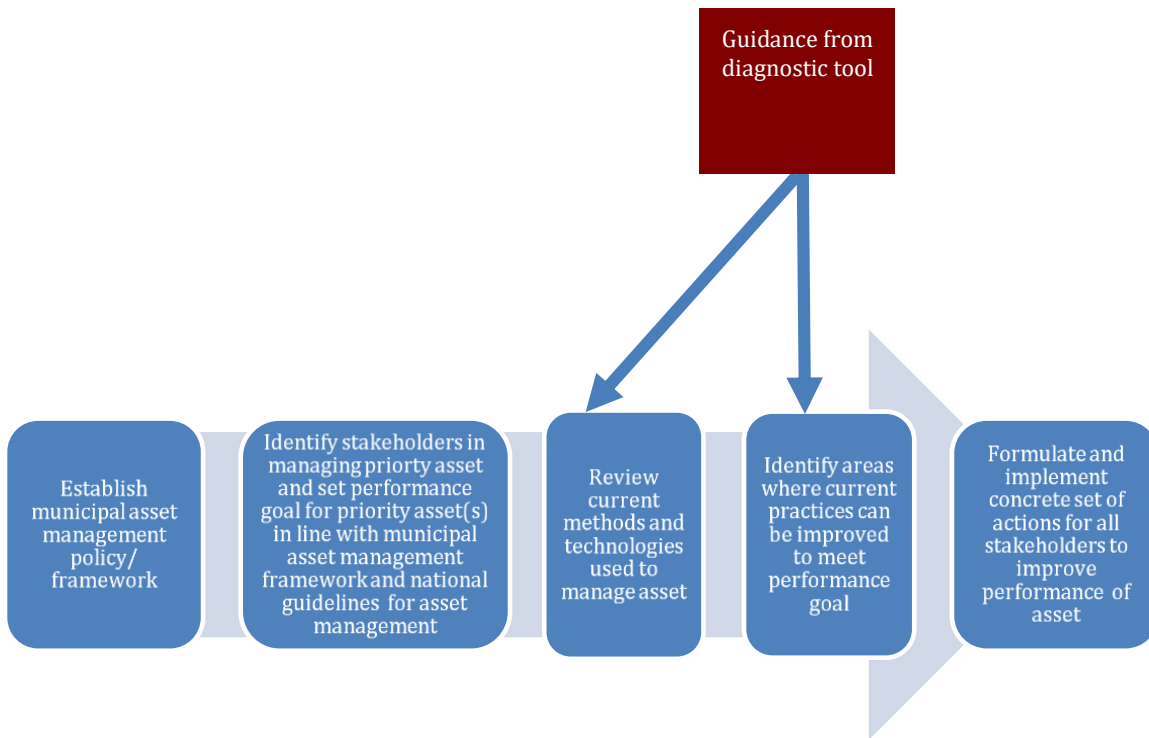 Guidance from
diagnostic tool
Establish
municipal asset
management
policy/
framework
Identify stakeholders in
managing priorty asset
and set performance
goal for priority asset(s)
in line with municipal
asset management
framework and national
guidelines for asset
management
Review
current
methods and
technologies
used to
manage asset
Identify areas
where current
practices can
be improved
to meet
performance
goal
Formulate and
implement
concrete set of
actions for all
stakeholders to
improve
performance of
asset